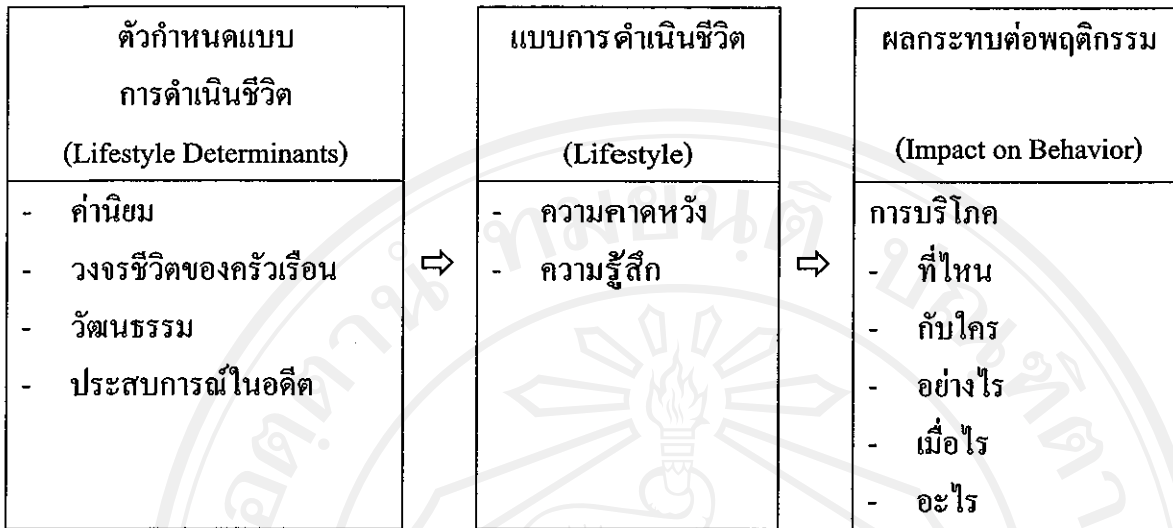 ตัวกำหนดแบบ
การดำเนินชีวิต
(Lifestyle Determinants)
- ค่านิยม
- วงจรชีวิตของครัวเรือน
- วัฒนธรรม
- ประสบการณ์ในอดีต
⇨
แบบการดำเนินชีวิต
(Lifestyle)
- ความคาดหวัง
- ความรู้สึก
⇨
ผลกระทบต่อพฤติกรรม
(Impact on Behavior)
การบริโภค
- ที่ไหน
- กับใคร
- อย่างไร
- เมื่อไร
- อะไร